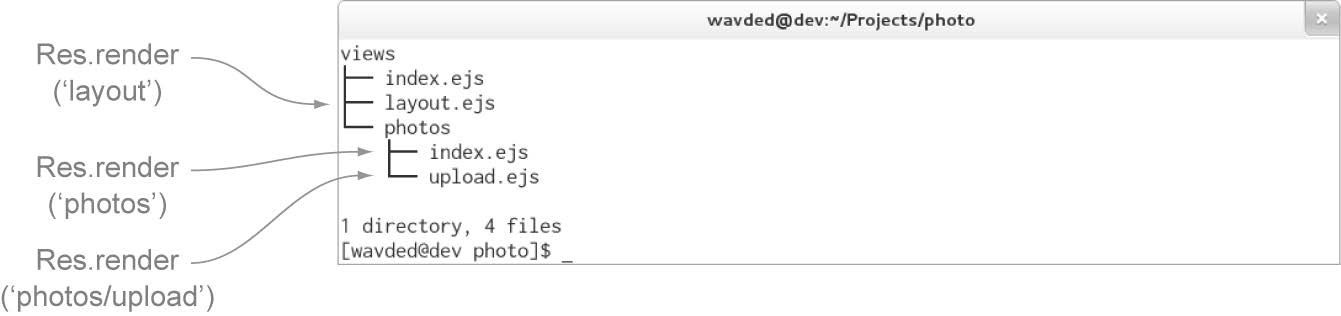 wavded@dev:~/Projects/photo
Res.render
(‘layout’)
Res.render
(‘photos’)
Res.render
(‘photos/upload’)
views
index.ejs
layout.ejs
photos
index.ejs
upload.ejs
1 directory, 4 files
[wavded@dev photo]$ _